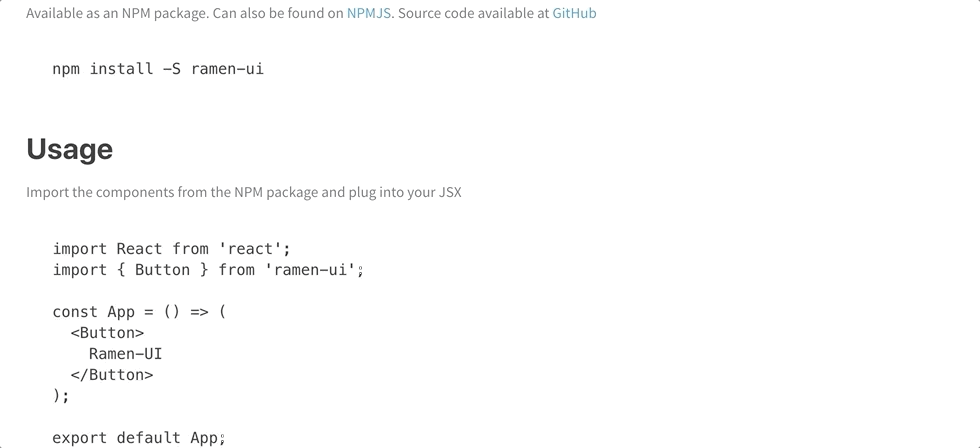 Available as an NPM package. Can also be found on NPMJS. Source code available at GitHub
npm install -S ramen-ui
Usage
Import the components from the NPM package and plug into your JSX
import React from 'react';
import { Button } from 'ramen-ui';
const App = () => (
<Button>
Ramen-UI
</Button>
);
export default App;